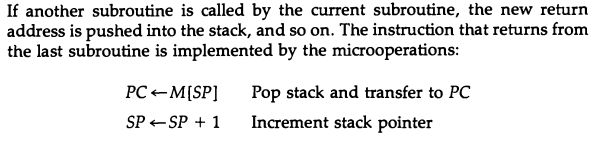 If another subroutine is called by the current subroutine, the new return
address is pushed into the stack, and so on. The instruction that returns from
the last subroutine is implemented by the microoperations:
PC ← M[SP] Pop stack and transfer to PC
SP ← SP + 1 Increment stack pointer